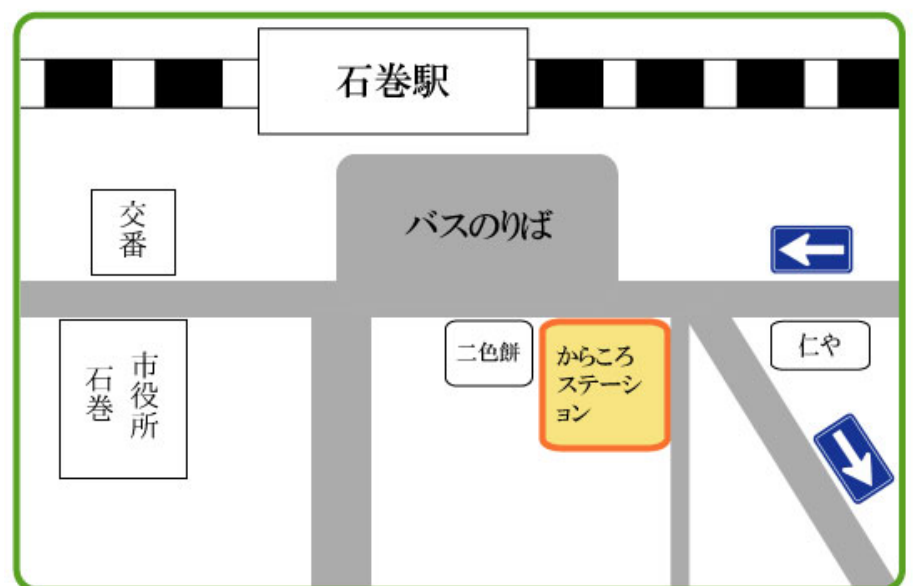 石巻駅
交番
バスのりば
市役所
石巻
二色餅
からころ
ステーシ
ョン
仁や